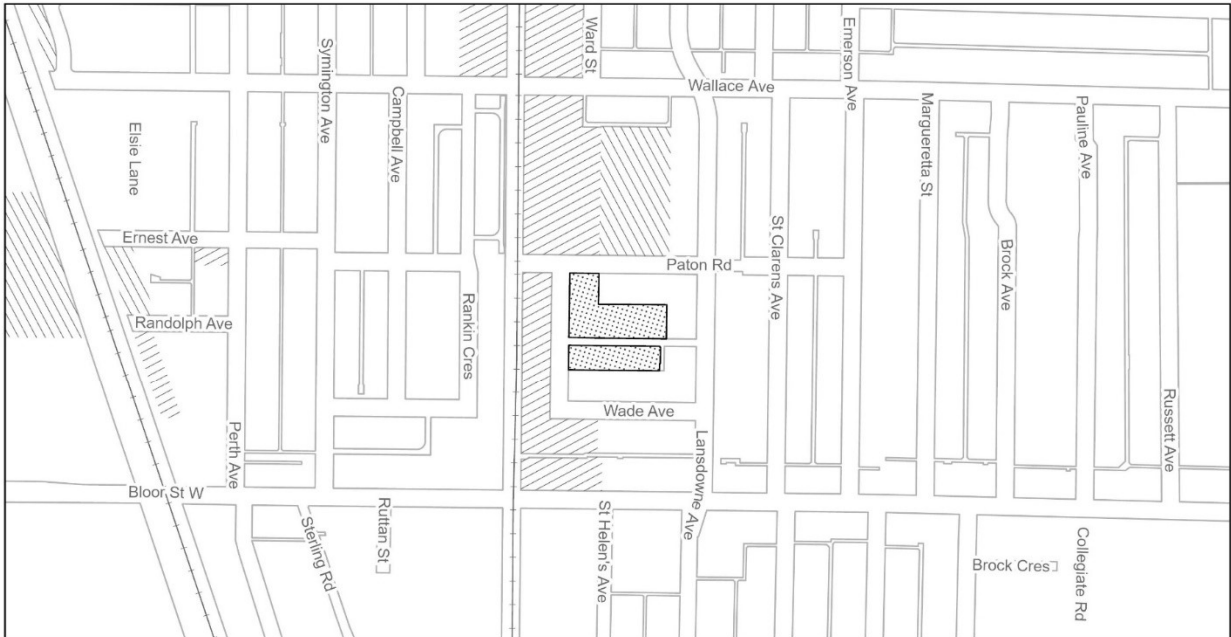 Symington Ave
Ward St
Emerson Ave
Wallace Ave
Campbell Ave
Elsie Lane
Margueretta St
Pauline Ave
Ernest Ave
Paton Rd
St Clarens Ave
Brock Ave
Randolph Ave
Rankin Cres
Wade Ave
Russett Ave
Perth Ave
Lansdowne Ave
Bloor St W
Ruttan St
Sterling Rd
St Helen's Ave
Brock Cres
Collegiate Rd